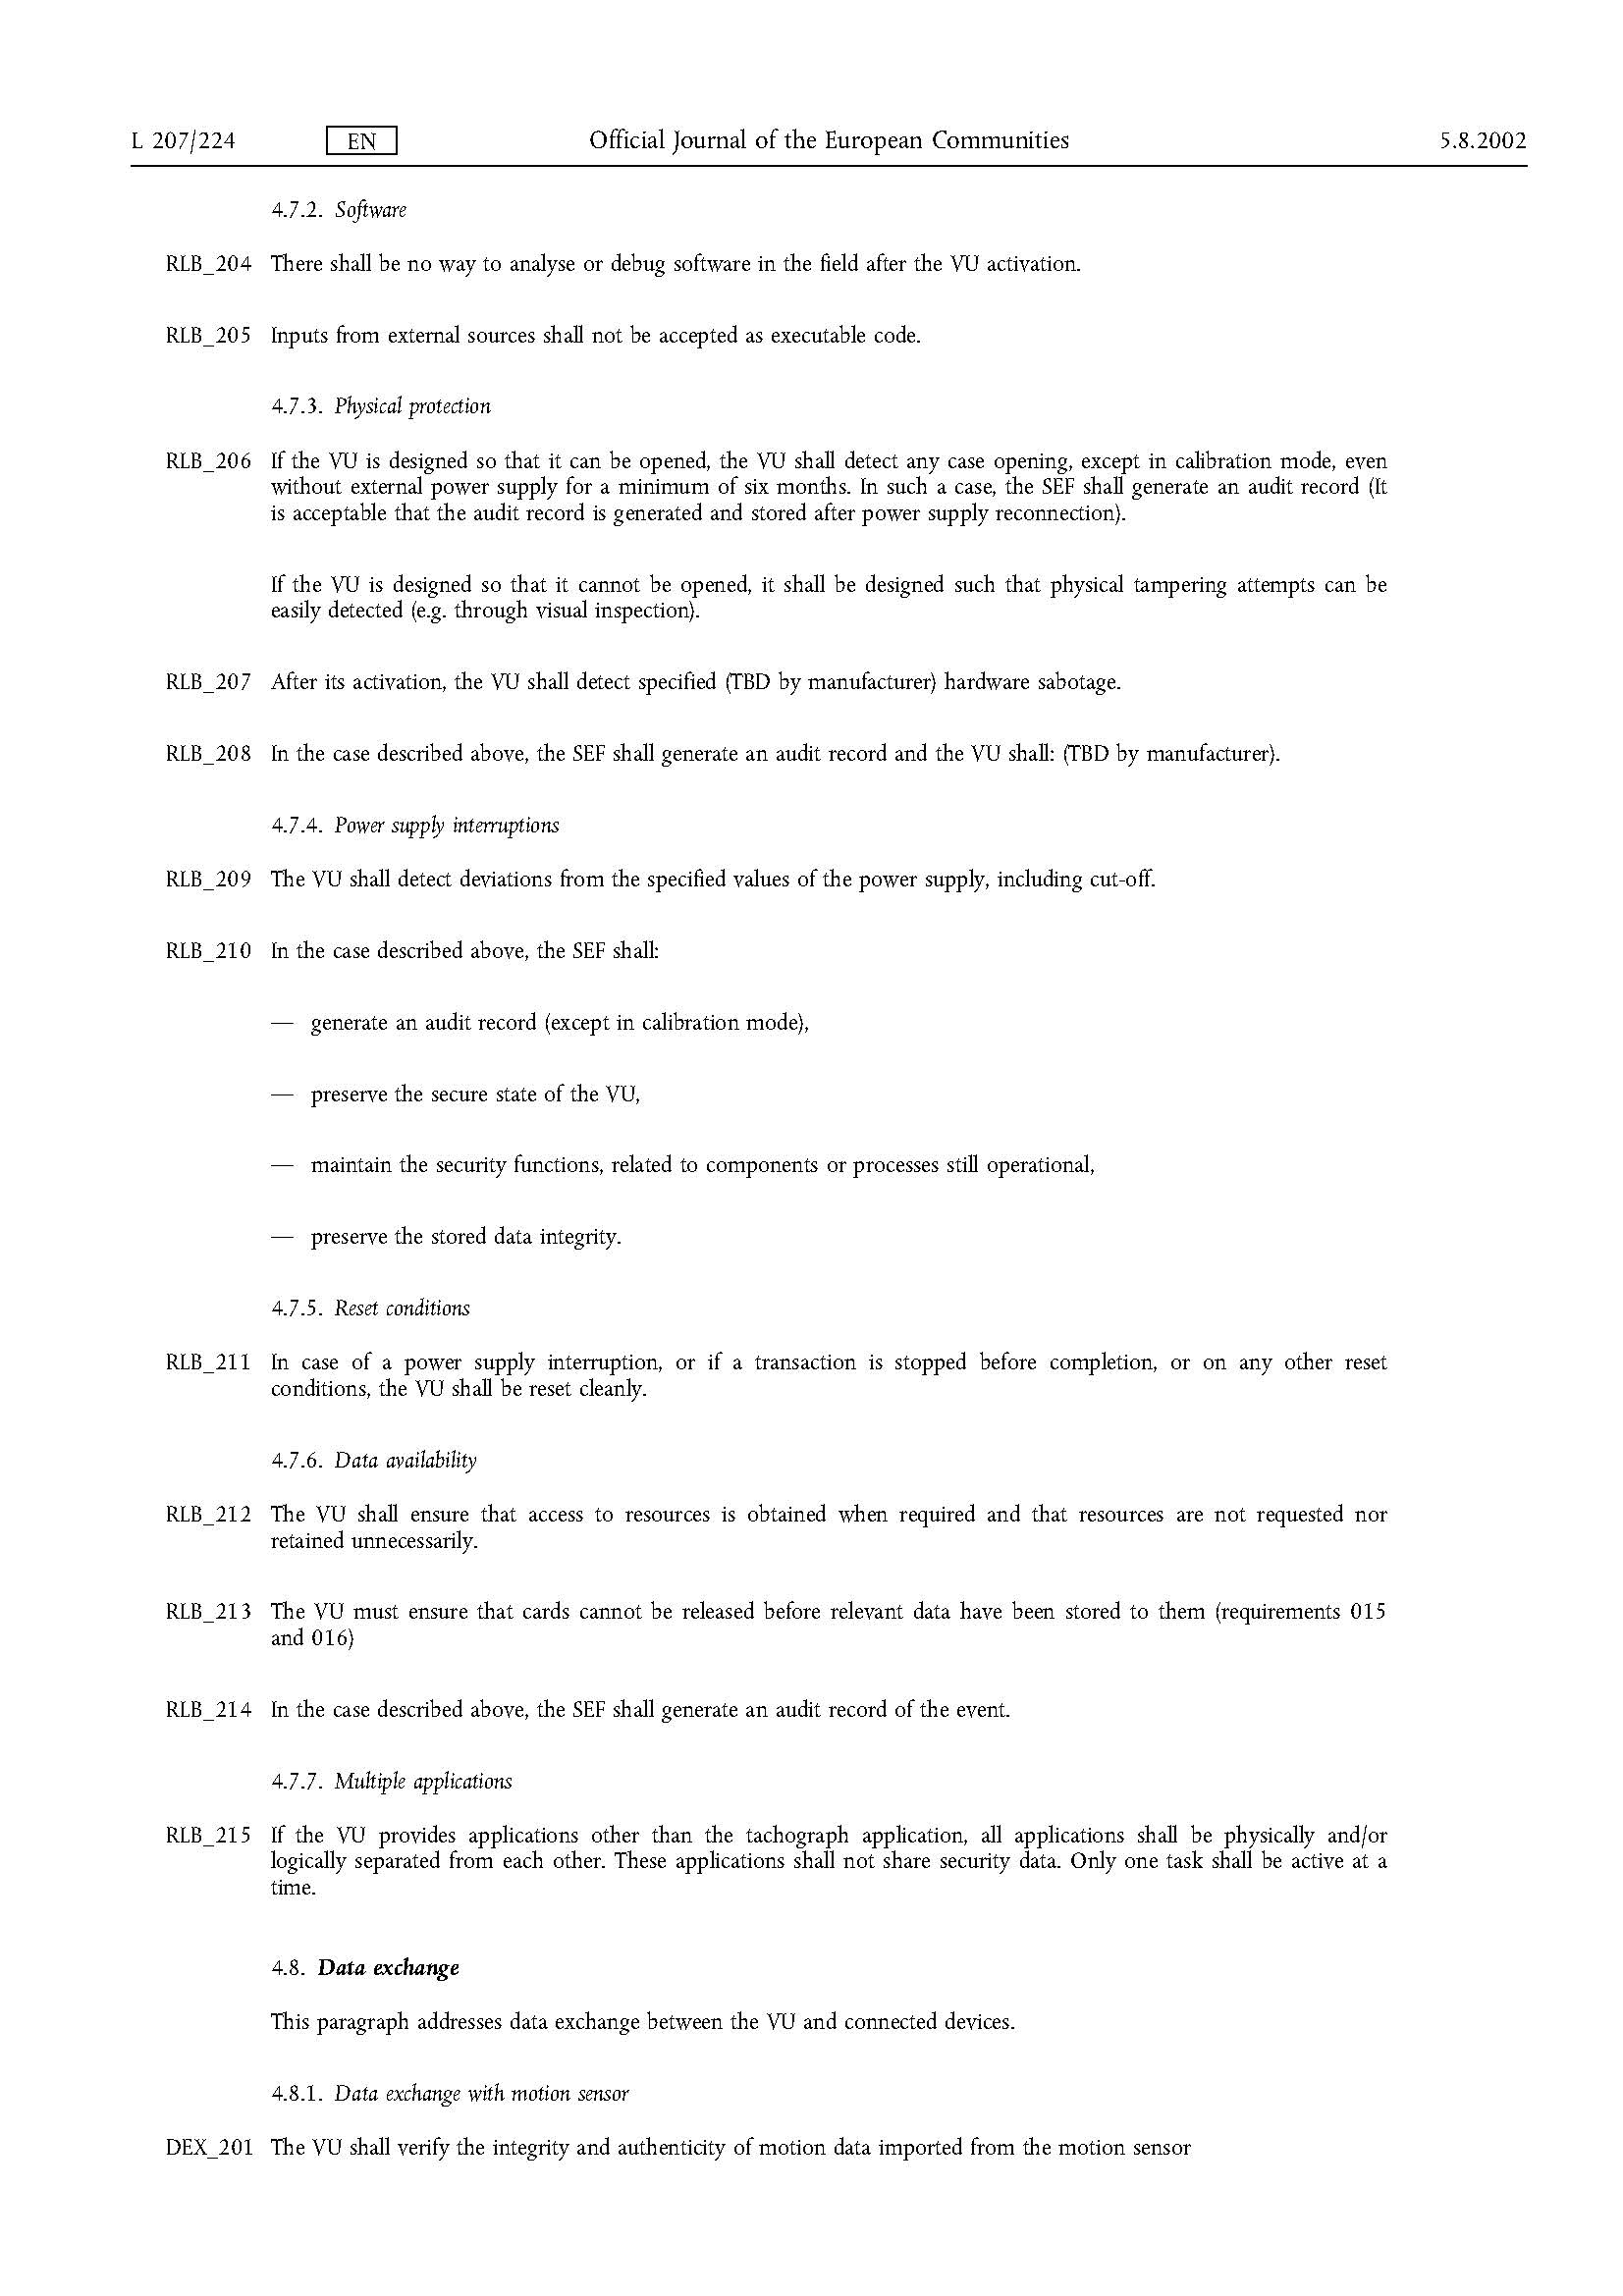 L 207/224 EN Official Journal of the European Communities 5.8.2002
4.7.2. Software
RLB_204 There shall be no way to analyse or debug software in the field after the VU activation.
RLB_205 Inputs from external sources shall not be accepted as executable code.
4.7.3. Physical protection
RLB_206 If the VU is designed so that it can be opened, the VU shall detect any case opening, except in calibration mode, even
without external power supply for a minimum of six months. In such a case, the SEF shall generate an audit record (It
is acceptable that the audit record is generated and stored after power supply reconnection).
If the VU is designed so that it cannot be opened, it shall be designed such that physical tampering attempts can be
easily detected (e.g. through visual inspection).
RLB_207 After its activation, the VU shall detect specified (TBD by manufacturer) hardware sabotage.
RLB_208 In the case described above, the SEF shall generate an audit record and the VU shall: (TBD by manufacturer).
4.7.4. Power supply interruptions
RLB_209 The VU shall detect deviations from the specified values of the power supply, including cut-off.
RLB_210 In the case described above, the SEF shall:
— generate an audit record (except in calibration mode),
— preserve the secure state of the VU,
— maintain the security functions, related to components or processes still operational,
— preserve the stored data integrity.
4.7.5. Reset conditions
RLB_211 In case of a power supply interruption, or if a transaction is stopped before completion, or on any other reset
conditions, the VU shall be reset cleanly.
4.7.6. Data availability
RLB_212 The VU shall ensure that access to resources is obtained when required and that resources are not requested nor
retained unnecessarily.
RLB_213 The VU must ensure that cards cannot be released before relevant data have been stored to them (requirements 015
and 016)
RLB_214 In the case described above, the SEF shall generate an audit record of the event.
4.7.7. Multiple applications
RLB_215 If the VU provides applications other than the tachograph application, all applications shall be physically and/or
logically separated from each other. These applications shall not share security data. Only one task shall be active at a
time.
4.8. Data exchange
This paragraph addresses data exchange between the VU and connected devices.
4.8.1. Data exchange with motion sensor
DEX_201 The VU shall verify the integrity and authenticity of motion data imported from the motion sensor